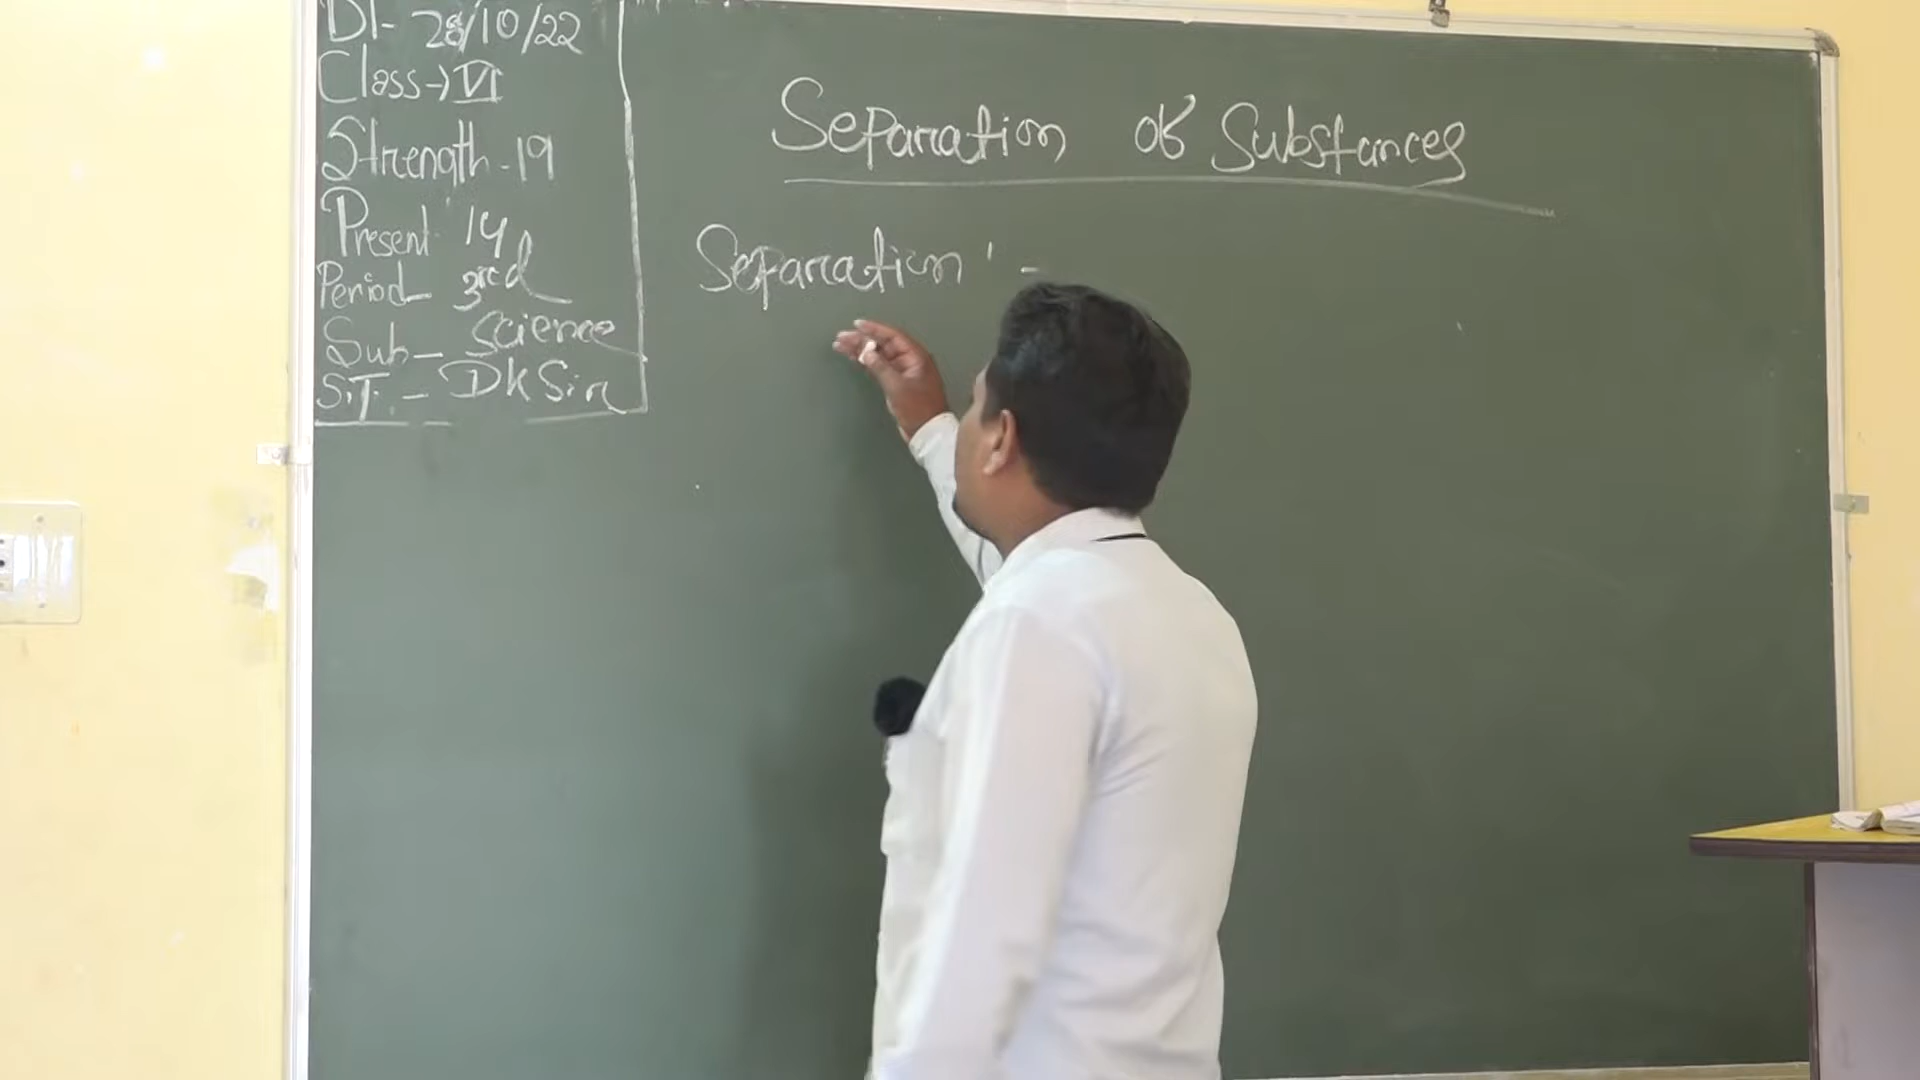 Dt- 28/10/22
Class→VI
Strength-19
Present 14
Period- 3rd
Sub- Science
S.T. - DK Sir
Separation of Substances
Separation :-